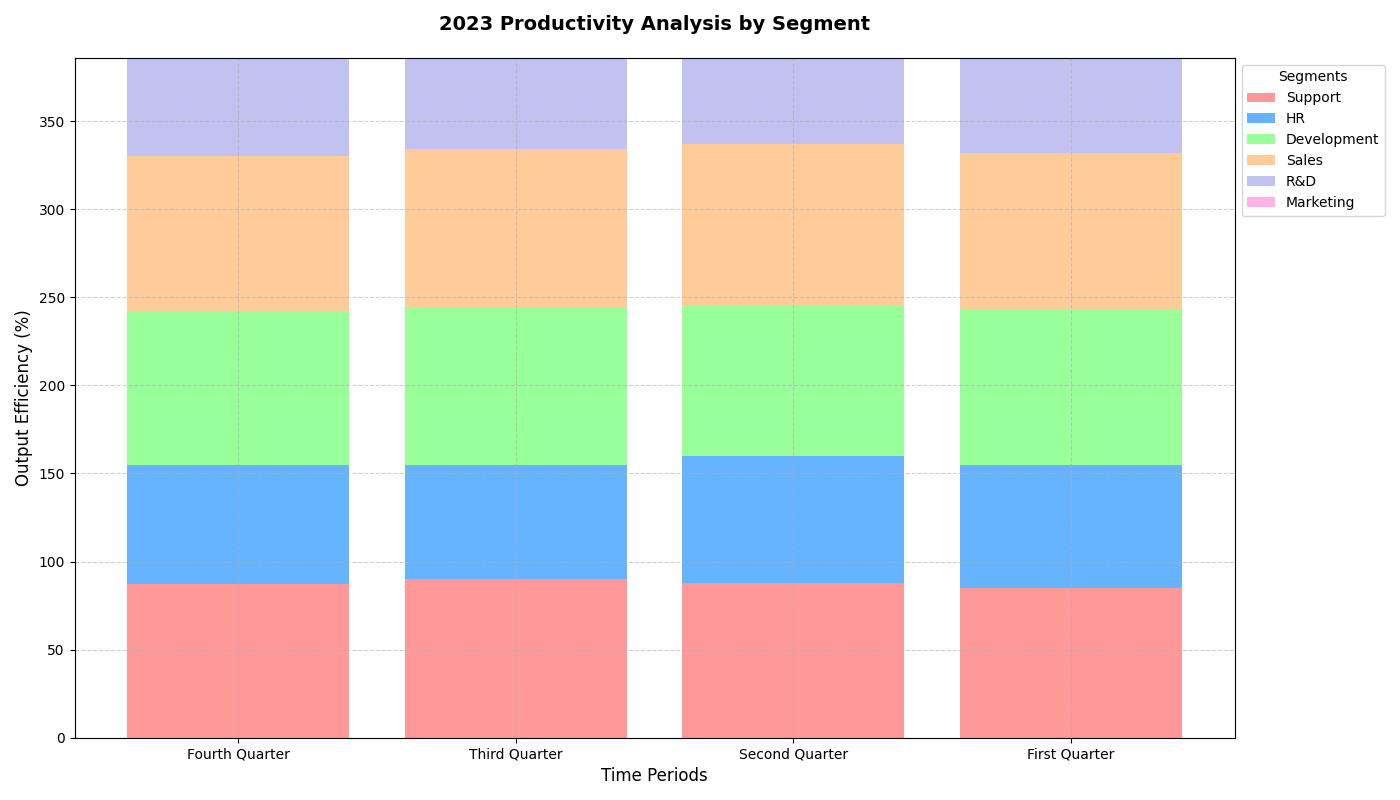 2023 Productivity Analysis by Segment
Output Efficiency (%)
350
300
250
200
150
100
50
0
Fourth Quarter
Third Quarter
Second Quarter
First Quarter
Time Periods
Segments
Support
HR
Development
Sales
R&D
Marketing